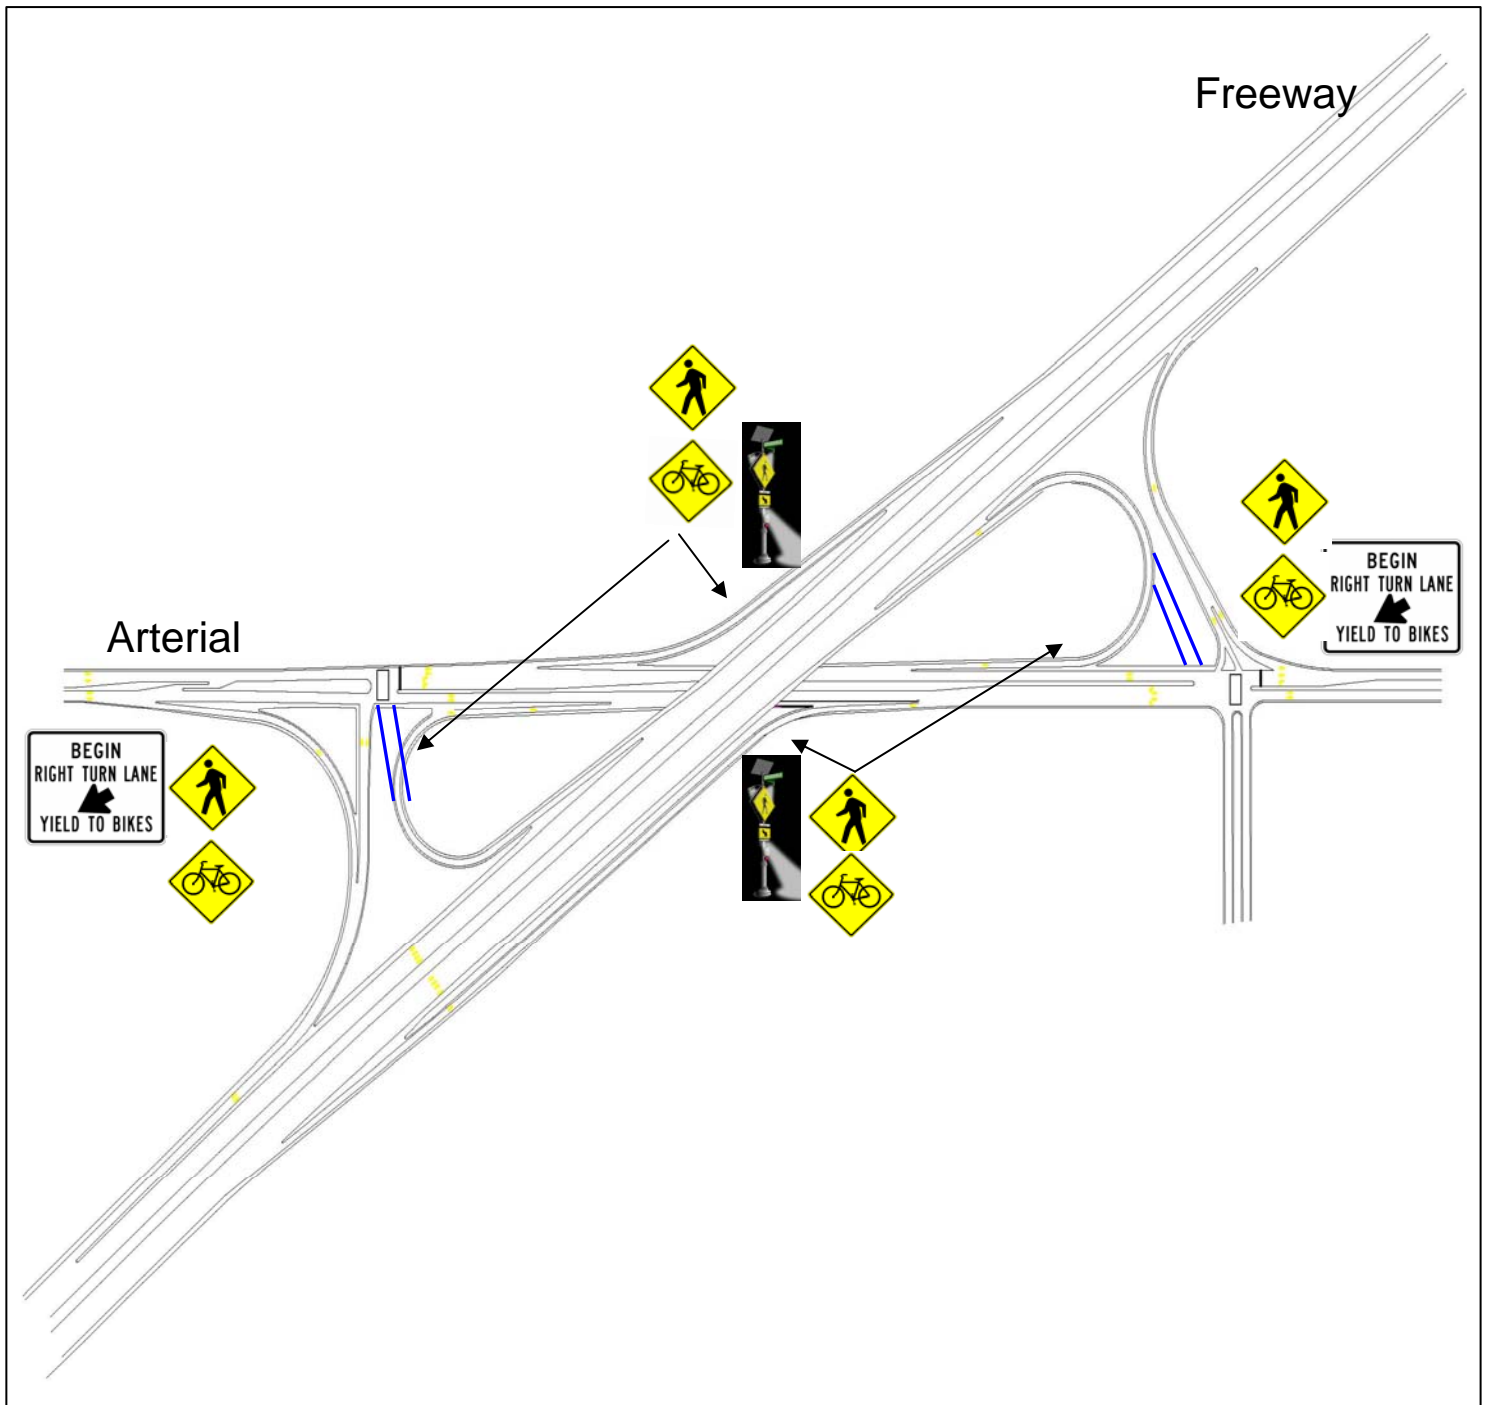 Freeway
Arterial
BEGIN
RIGHT TURN LANE
YIELD TO BIKES
BEGIN
RIGHT TURN LANE
YIELD TO BIKES